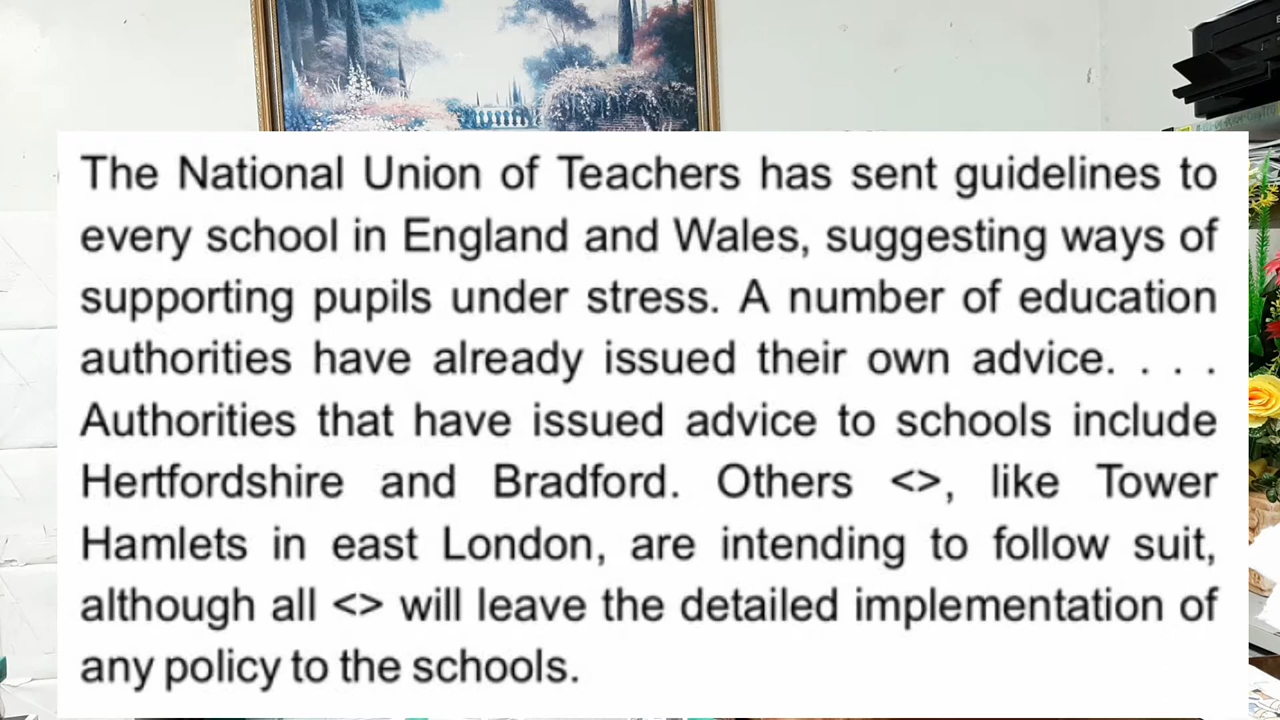 The National Union of Teachers has sent guidelines to
every school in England and Wales, suggesting ways of
supporting pupils under stress. A number of education
authorities have already issued their own advice. . . .
Authorities that have issued advice to schools include
Hertfordshire and Bradford. Others <>, like Tower
Hamlets in east London, are intending to follow suit,
although all <> will leave the detailed implementation of
any policy to the schools.